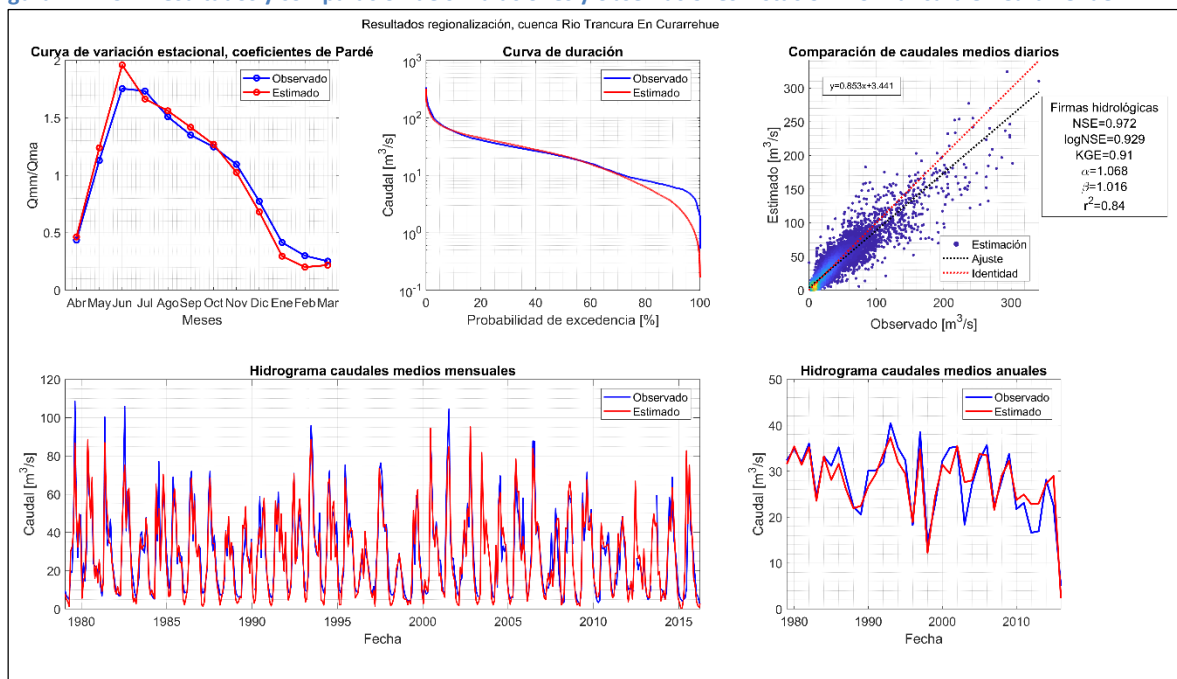 Resultados regionalización, cuenca Rio Trancura En Curarrehue
Curva de variación estacional, coeficientes de Pardé
Qmm/Qma
2
1.5
1
0.5
0
Observado
Estimado
Abr May Jun Jul Ago Sep Oct Nov Dic Ene Feb Mar
Meses
Curva de duración
Caudal [m³/s]
10³
10²
10¹
10⁰
10⁻¹
Observado
Estimado
0 20 40 60 80 100
Probabilidad de excedencia [%]
Comparación de caudales medios diarios
Estimado [m³/s]
300
250
200
150
100
50
0
y=0.853x+3.441
Estimación
Ajuste
Identidad
0 100 200 300
Observado [m³/s]
Firmas hidrológicas
NSE=0.972
logNSE=0.929
KGE=0.91
α=1.068
β=1.016
r²=0.84
Hidrograma caudales medios mensuales
Caudal [m³/s]
120
100
80
60
40
20
0
Observado
Estimado
1980 1985 1990 1995 2000 2005 2010 2015
Fecha
Hidrograma caudales medios anuales
Caudal [m³/s]
50
40
30
20
10
0
Observado
Estimado
1980 1990 2000 2010
Fecha